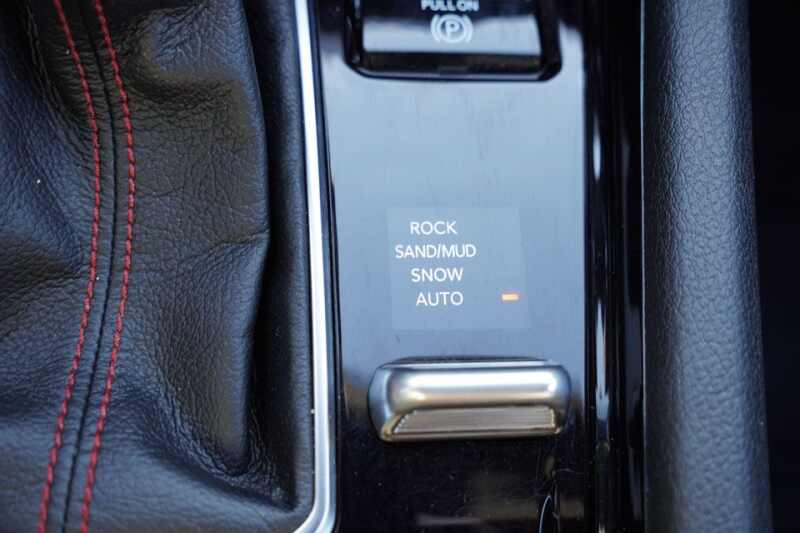 PULL ON
(P)
ROCK
SAND/MUD
SNOW
AUTO